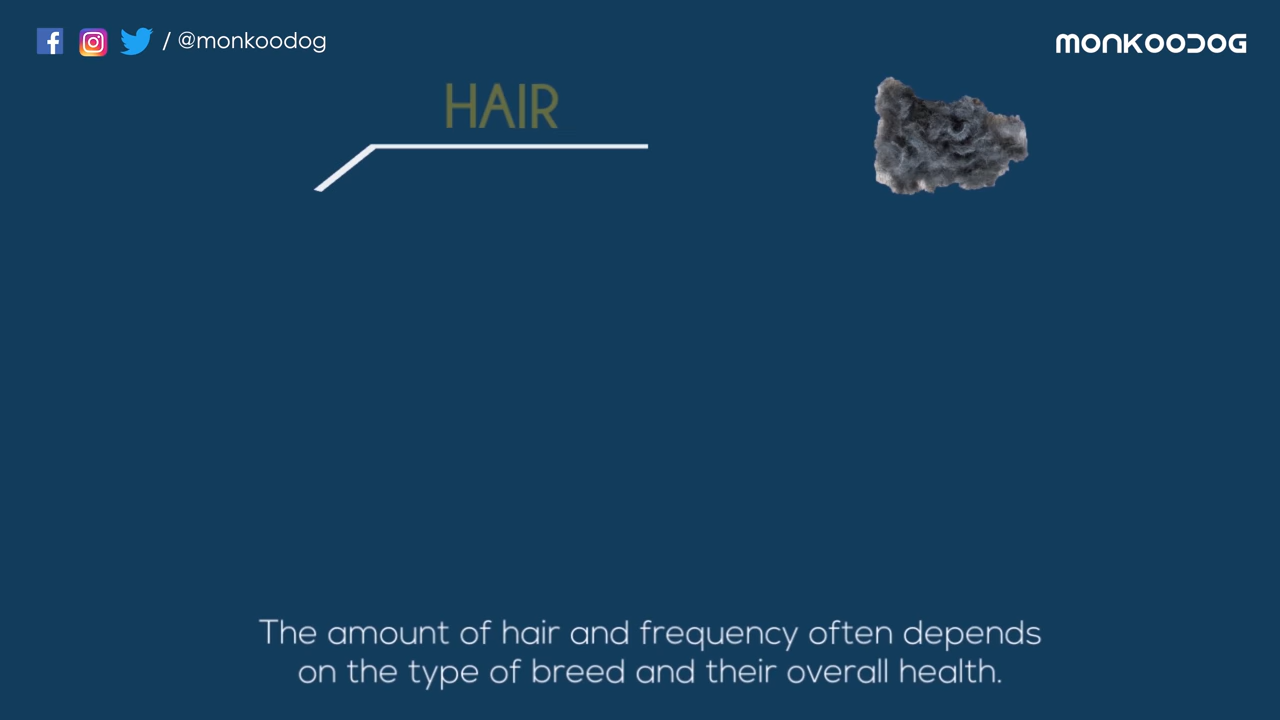 / @monkoodog
MONKOODOG
HAIR
The amount of hair and frequency often depends
on the type of breed and their overall health.